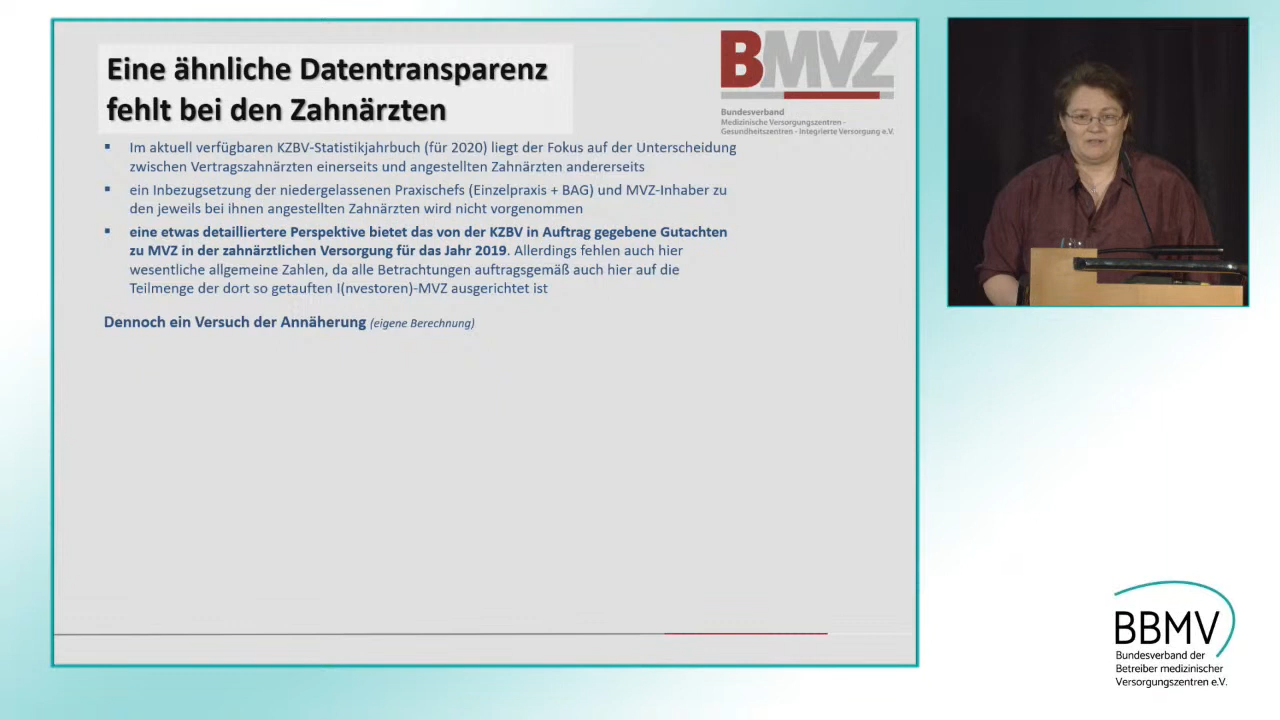 Eine ähnliche Datentransparenz
fehlt bei den Zahnärzten
BMVZ
Bundesverband
Medizinische Versorgungszentren -
Gesundheitszentren - Integrierte Versorgung e.V.
▪ Im aktuell verfügbaren KZBV-Statistikjahrbuch (für 2020) liegt der Fokus auf der Unterscheidung
zwischen Vertragszahnärzten einerseits und angestellten Zahnärzten andererseits
▪ ein Inbezugsetzung der niedergelassenen Praxischefs (Einzelpraxis + BAG) und MVZ-Inhaber zu
den jeweils bei ihnen angestellten Zahnärzten wird nicht vorgenommen
▪ eine etwas detailliertere Perspektive bietet das von der KZBV in Auftrag gegebene Gutachten
zu MVZ in der zahnärztlichen Versorgung für das Jahr 2019. Allerdings fehlen auch hier
wesentliche allgemeine Zahlen, da alle Betrachtungen auftragsgemäß auch hier auf die
Teilmenge der dort so getauften I(nvestoren)-MVZ ausgerichtet ist
Dennoch ein Versuch der Annäherung (eigene Berechnung)
BBMV
Bundesverband der
Betreiber medizinischer
Versorgungszentren e.V.